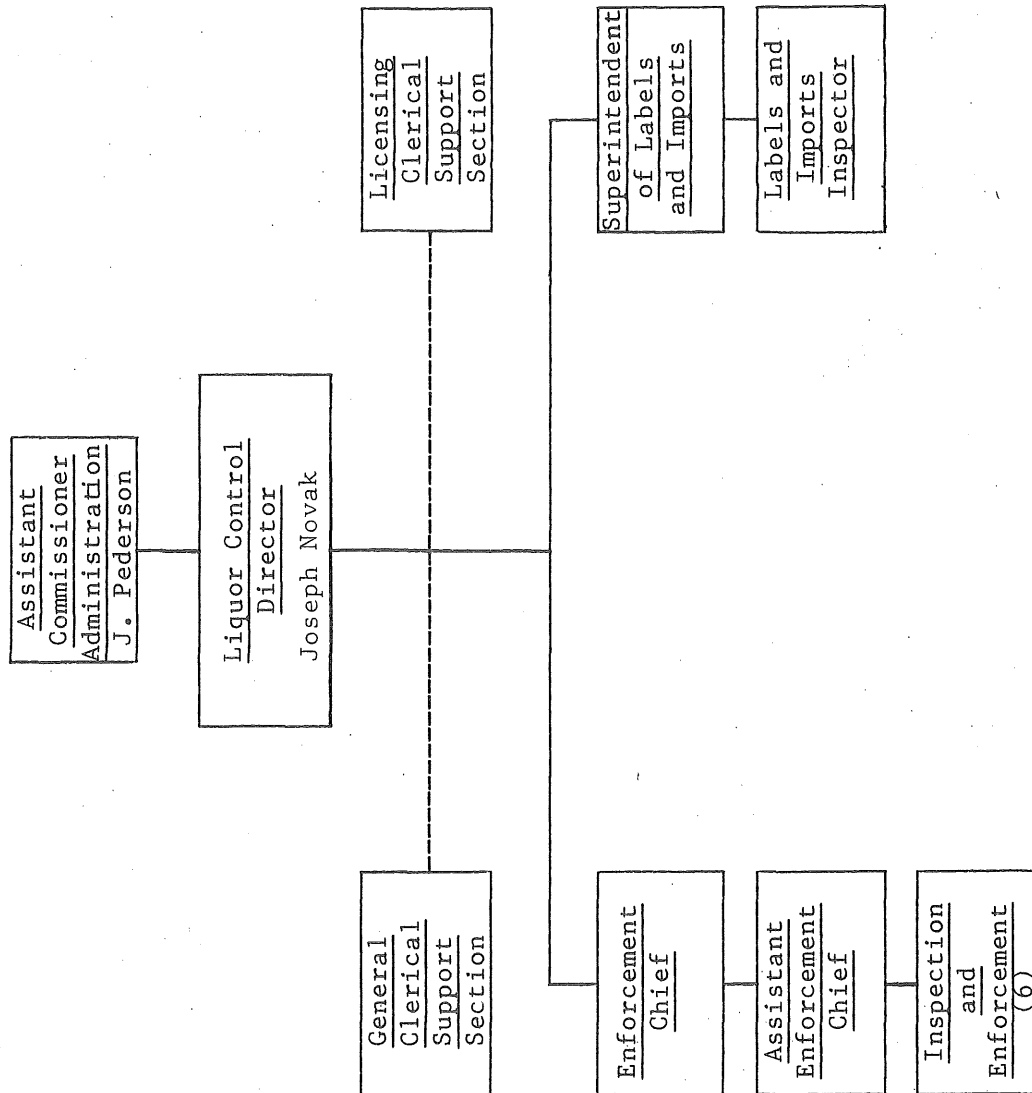 Assistant
Commissioner
Administration
J. Pederson
Liquor Control
Director
Joseph Novak
General
Clerical
Support
Section
Licensing
Clerical
Support
Section
Enforcement
Chief
Superintendent
of Labels
and Imports
Assistant
Enforcement
Chief
Labels and
Imports
Inspector
Inspection
and
Enforcement
(6)